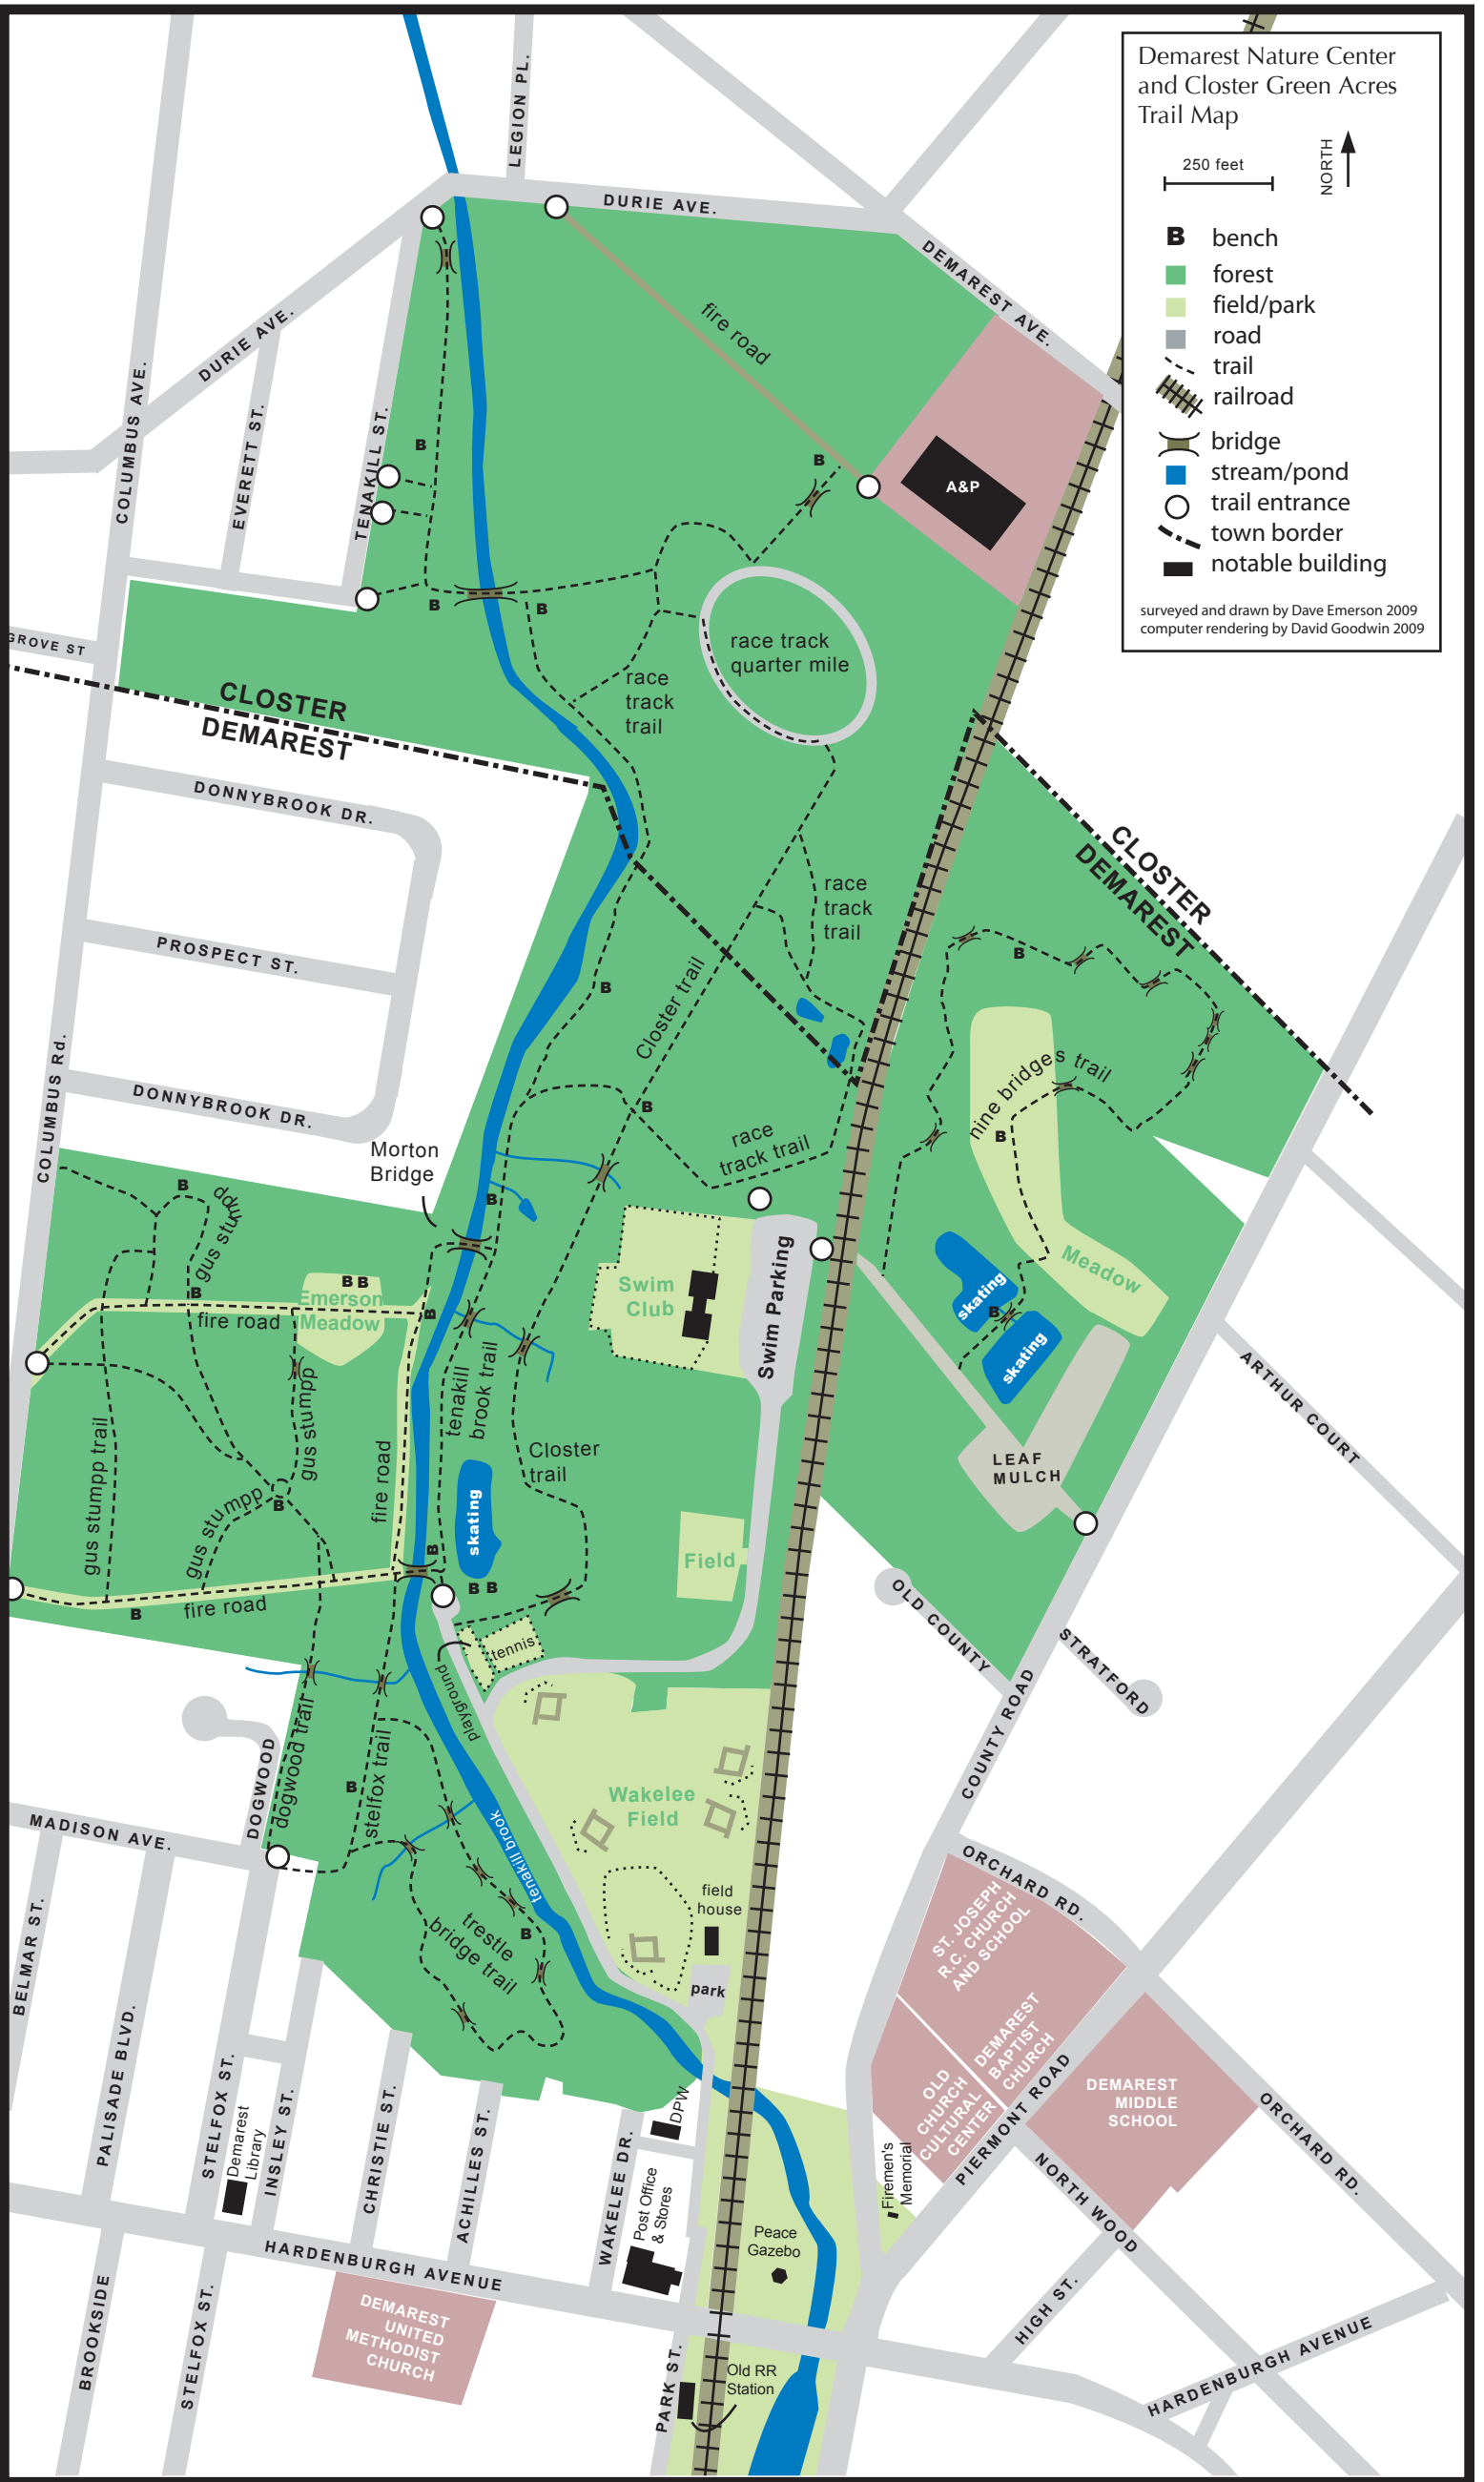 Demarest Nature Center
and Closter Green Acres
Trail Map
250 feet
NORTH
B bench
forest
field/park
road
trail
railroad
bridge
stream/pond
trail entrance
town border
notable building
surveyed and drawn by Dave Emerson 2009
computer rendering by David Goodwin 2009
LEGION PL.
DURIE AVE.
DEMAREST AVE.
fire road
DURIE AVE.
COLUMBUS AVE.
EVERETT ST.
TENAKILL ST.
B
B
A&P
B
B
GROVE ST
race track
quarter mile
race
track
trail
CLOSTER
DEMAREST
DONNYBROOK DR.
PROSPECT ST.
DONNYBROOK DR.
COLUMBUS Rd.
CLOSTER
DEMAREST
race
track
trail
B
B
Closter trail
nine bridges trail
B
B
race
track trail
Morton
Bridge
B
B
gus stumpp
B
B B
Emerson
Meadow
fire road
B
Swim
Club
Swim Parking
Meadow
skating
B
skating
ARTHUR COURT
tenakill
brook trail
gus stumpp
gus stumpp trail
gus stumpp
B
fire road
Closter
trail
LEAF
MULCH
skating
B
B B
Field
OLD COUNTY
STRATFORD
COUNTY ROAD
B
fire road
tennis
playground
DOGWOOD
dogwood trail
stelfox trail
B
MADISON AVE.
Wakelee
Field
tenakill brook
ORCHARD RD.
field
house
park
B
trestle
bridge trail
BELMAR ST.
PALISADE BLVD.
STELFOX ST.
INSLEY ST.
Demarest
Library
CHRISTIE ST.
ACHILLES ST.
WAKELEE DR.
DPW
Post Office
& Stores
Peace
Gazebo
Firemen's
Memorial
ST. JOSEPH
R.C. CHURCH
AND SCHOOL
DEMAREST
BAPTIST
CHURCH
OLD
CHURCH
CULTURAL
CENTER
PIERMONT ROAD
DEMAREST
MIDDLE
SCHOOL
ORCHARD RD.
NORTH WOOD
HIGH ST.
HARDENBURGH AVENUE
HARDENBURGH AVENUE
BROOKSIDE
STELFOX ST.
DEMAREST
UNITED
METHODIST
CHURCH
PARK ST.
Old RR
Station